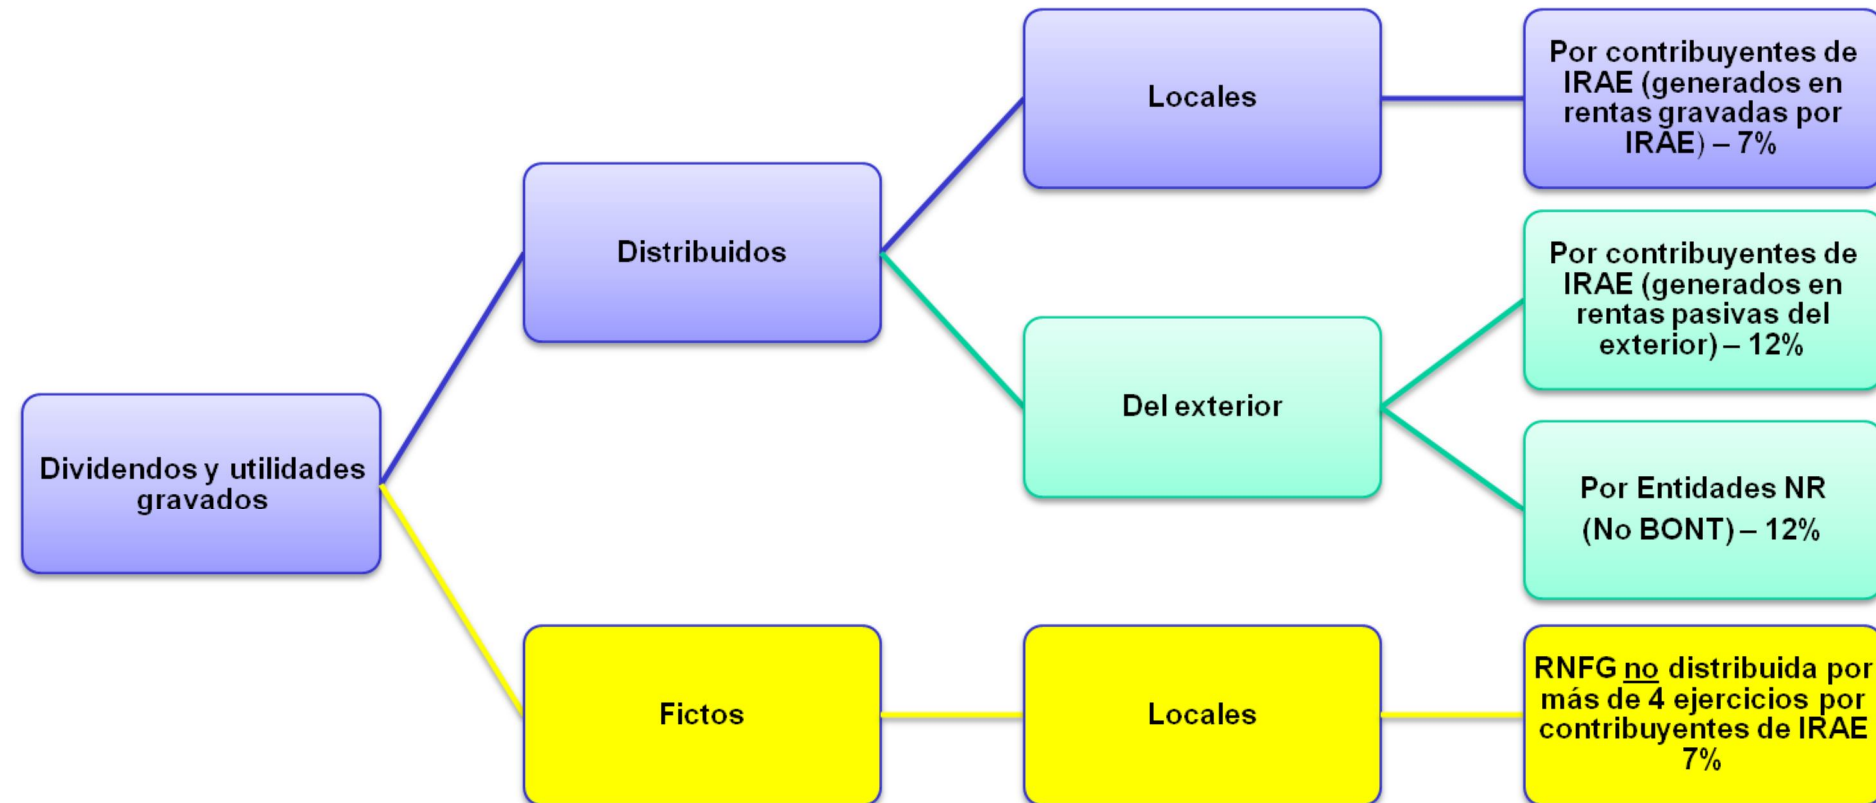 Dividendos y utilidades
gravados
Distribuidos
Locales
Por contribuyentes de
IRAE (generados en
rentas gravadas por
IRAE) – 7%
Del exterior
Por contribuyentes de
IRAE (generados en
rentas pasivas del
exterior) – 12%
Por Entidades NR
(No BONT) – 12%
Fictos
Locales
RNFG no distribuida por
más de 4 ejercicios por
contribuyentes de IRAE
7%